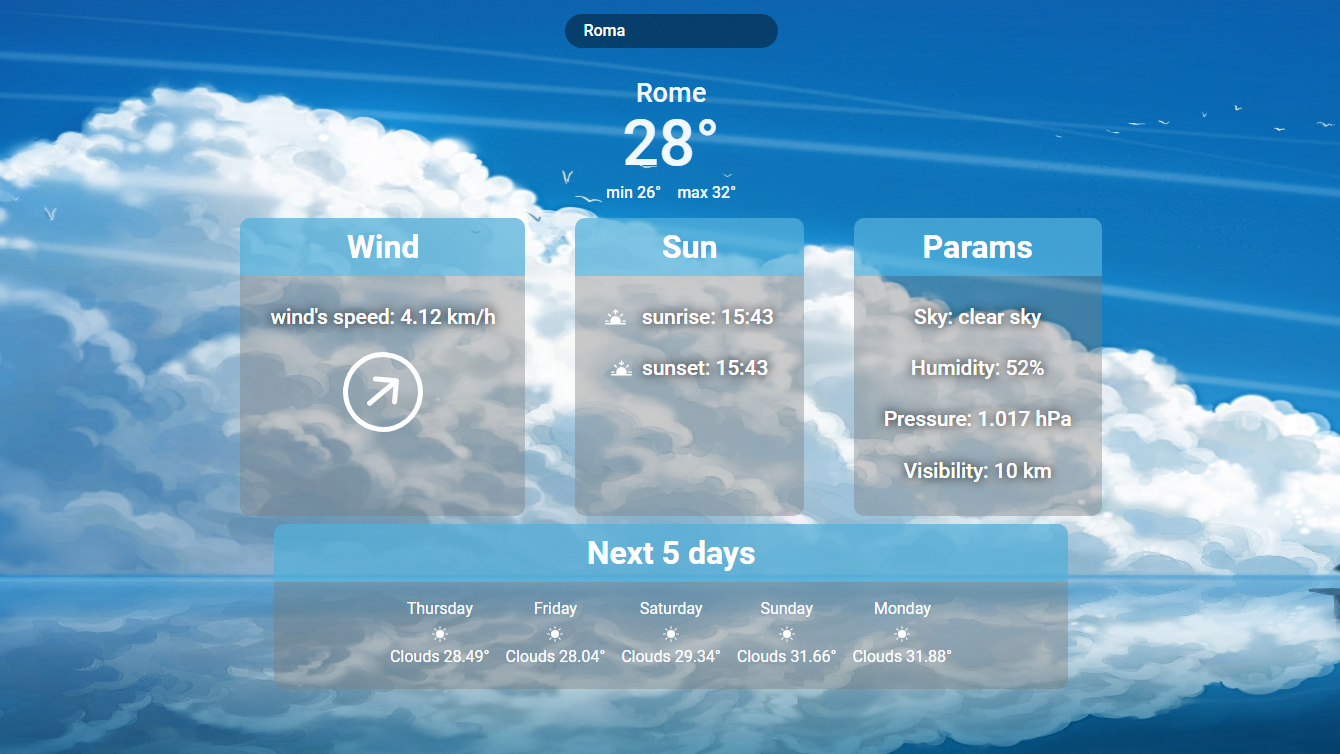 Roma
Rome
28°
min 26° max 32°
Wind
wind's speed: 4.12 km/h
Sun
sunrise: 15:43
sunset: 15:43
Params
Sky: clear sky
Humidity: 52%
Pressure: 1.017 hPa
Visibility: 10 km
Next 5 days
Thursday
Clouds 28.49°
Friday
Clouds 28.04°
Saturday
Clouds 29.34°
Sunday
Clouds 31.66°
Monday
Clouds 31.88°